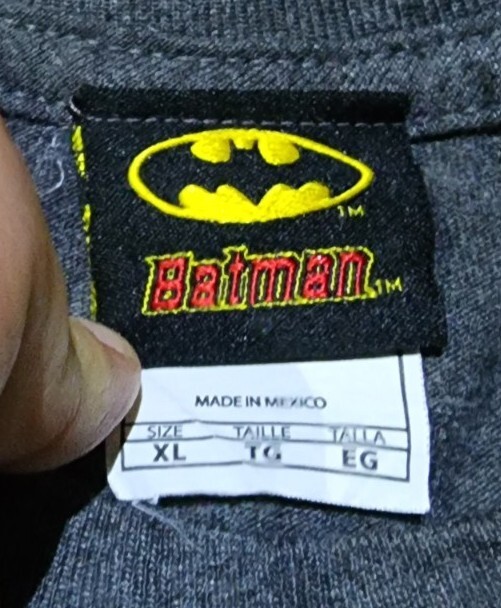 TM
Batman TM
MADE IN MEXICO
SIZE TAILLE TALLA
XL TG EG